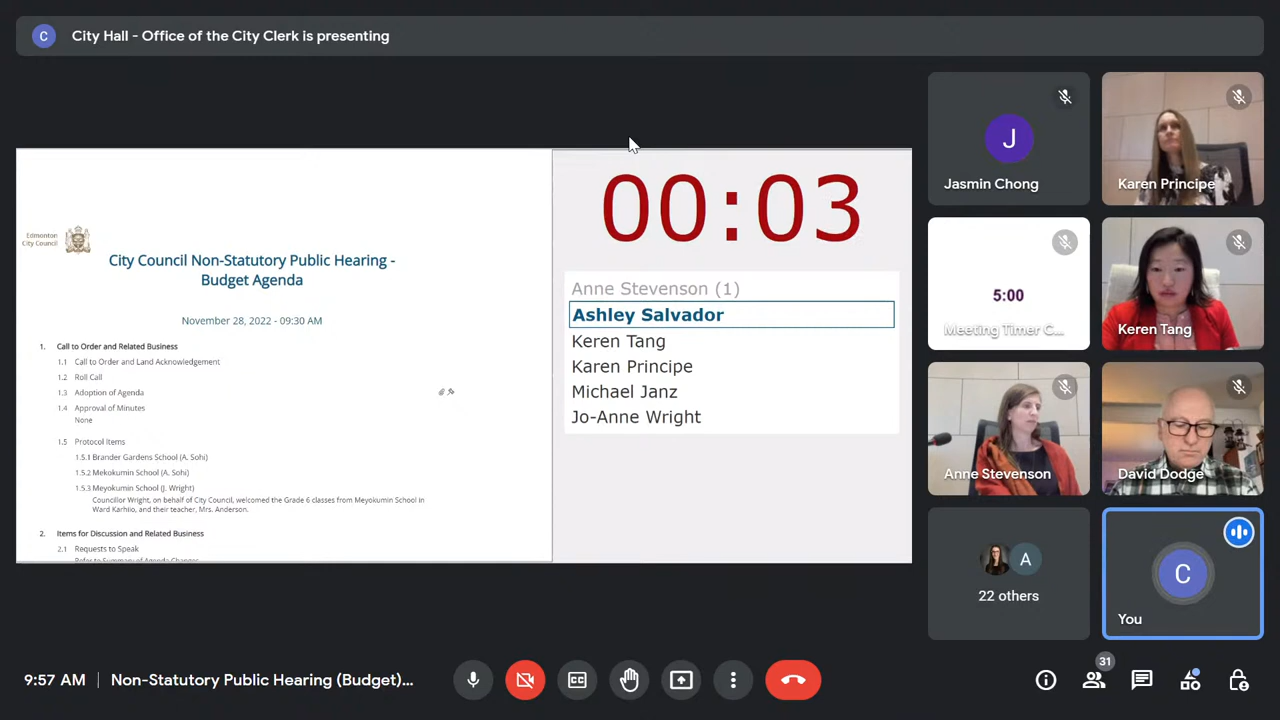 C City Hall - Office of the City Clerk is presenting
Edmonton
City Council
City Council Non-Statutory Public Hearing -
Budget Agenda
November 28, 2022 - 09:30 AM
1. Call to Order and Related Business
1.1 Call to Order and Land Acknowledgement
1.2 Roll Call
1.3 Adoption of Agenda
1.4 Approval of Minutes
None
1.5 Protocol Items
1.5.1 Brander Gardens School (A. Sohi)
1.5.2 Mekokumin School (A. Sohi)
1.5.3 Meyokumin School (J. Wright)
Councillor Wright, on behalf of City Council, welcomed the Grade 6 classes from Meyokumin School in
Ward Karhiio, and their teacher, Mrs. Anderson.
2. Items for Discussion and Related Business
2.1 Requests to Speak
Refer to Summary of Agenda Changes
00:03
Anne Stevenson (1)
Ashley Salvador
Keren Tang
Karen Principe
Michael Janz
Jo-Anne Wright
J
Jasmin Chong
Karen Principe
5:00
Meeting Timer C...
Keren Tang
Anne Stevenson
David Dodge
A
22 others
C
You
9:57 AM | Non-Statutory Public Hearing (Budget)...
31